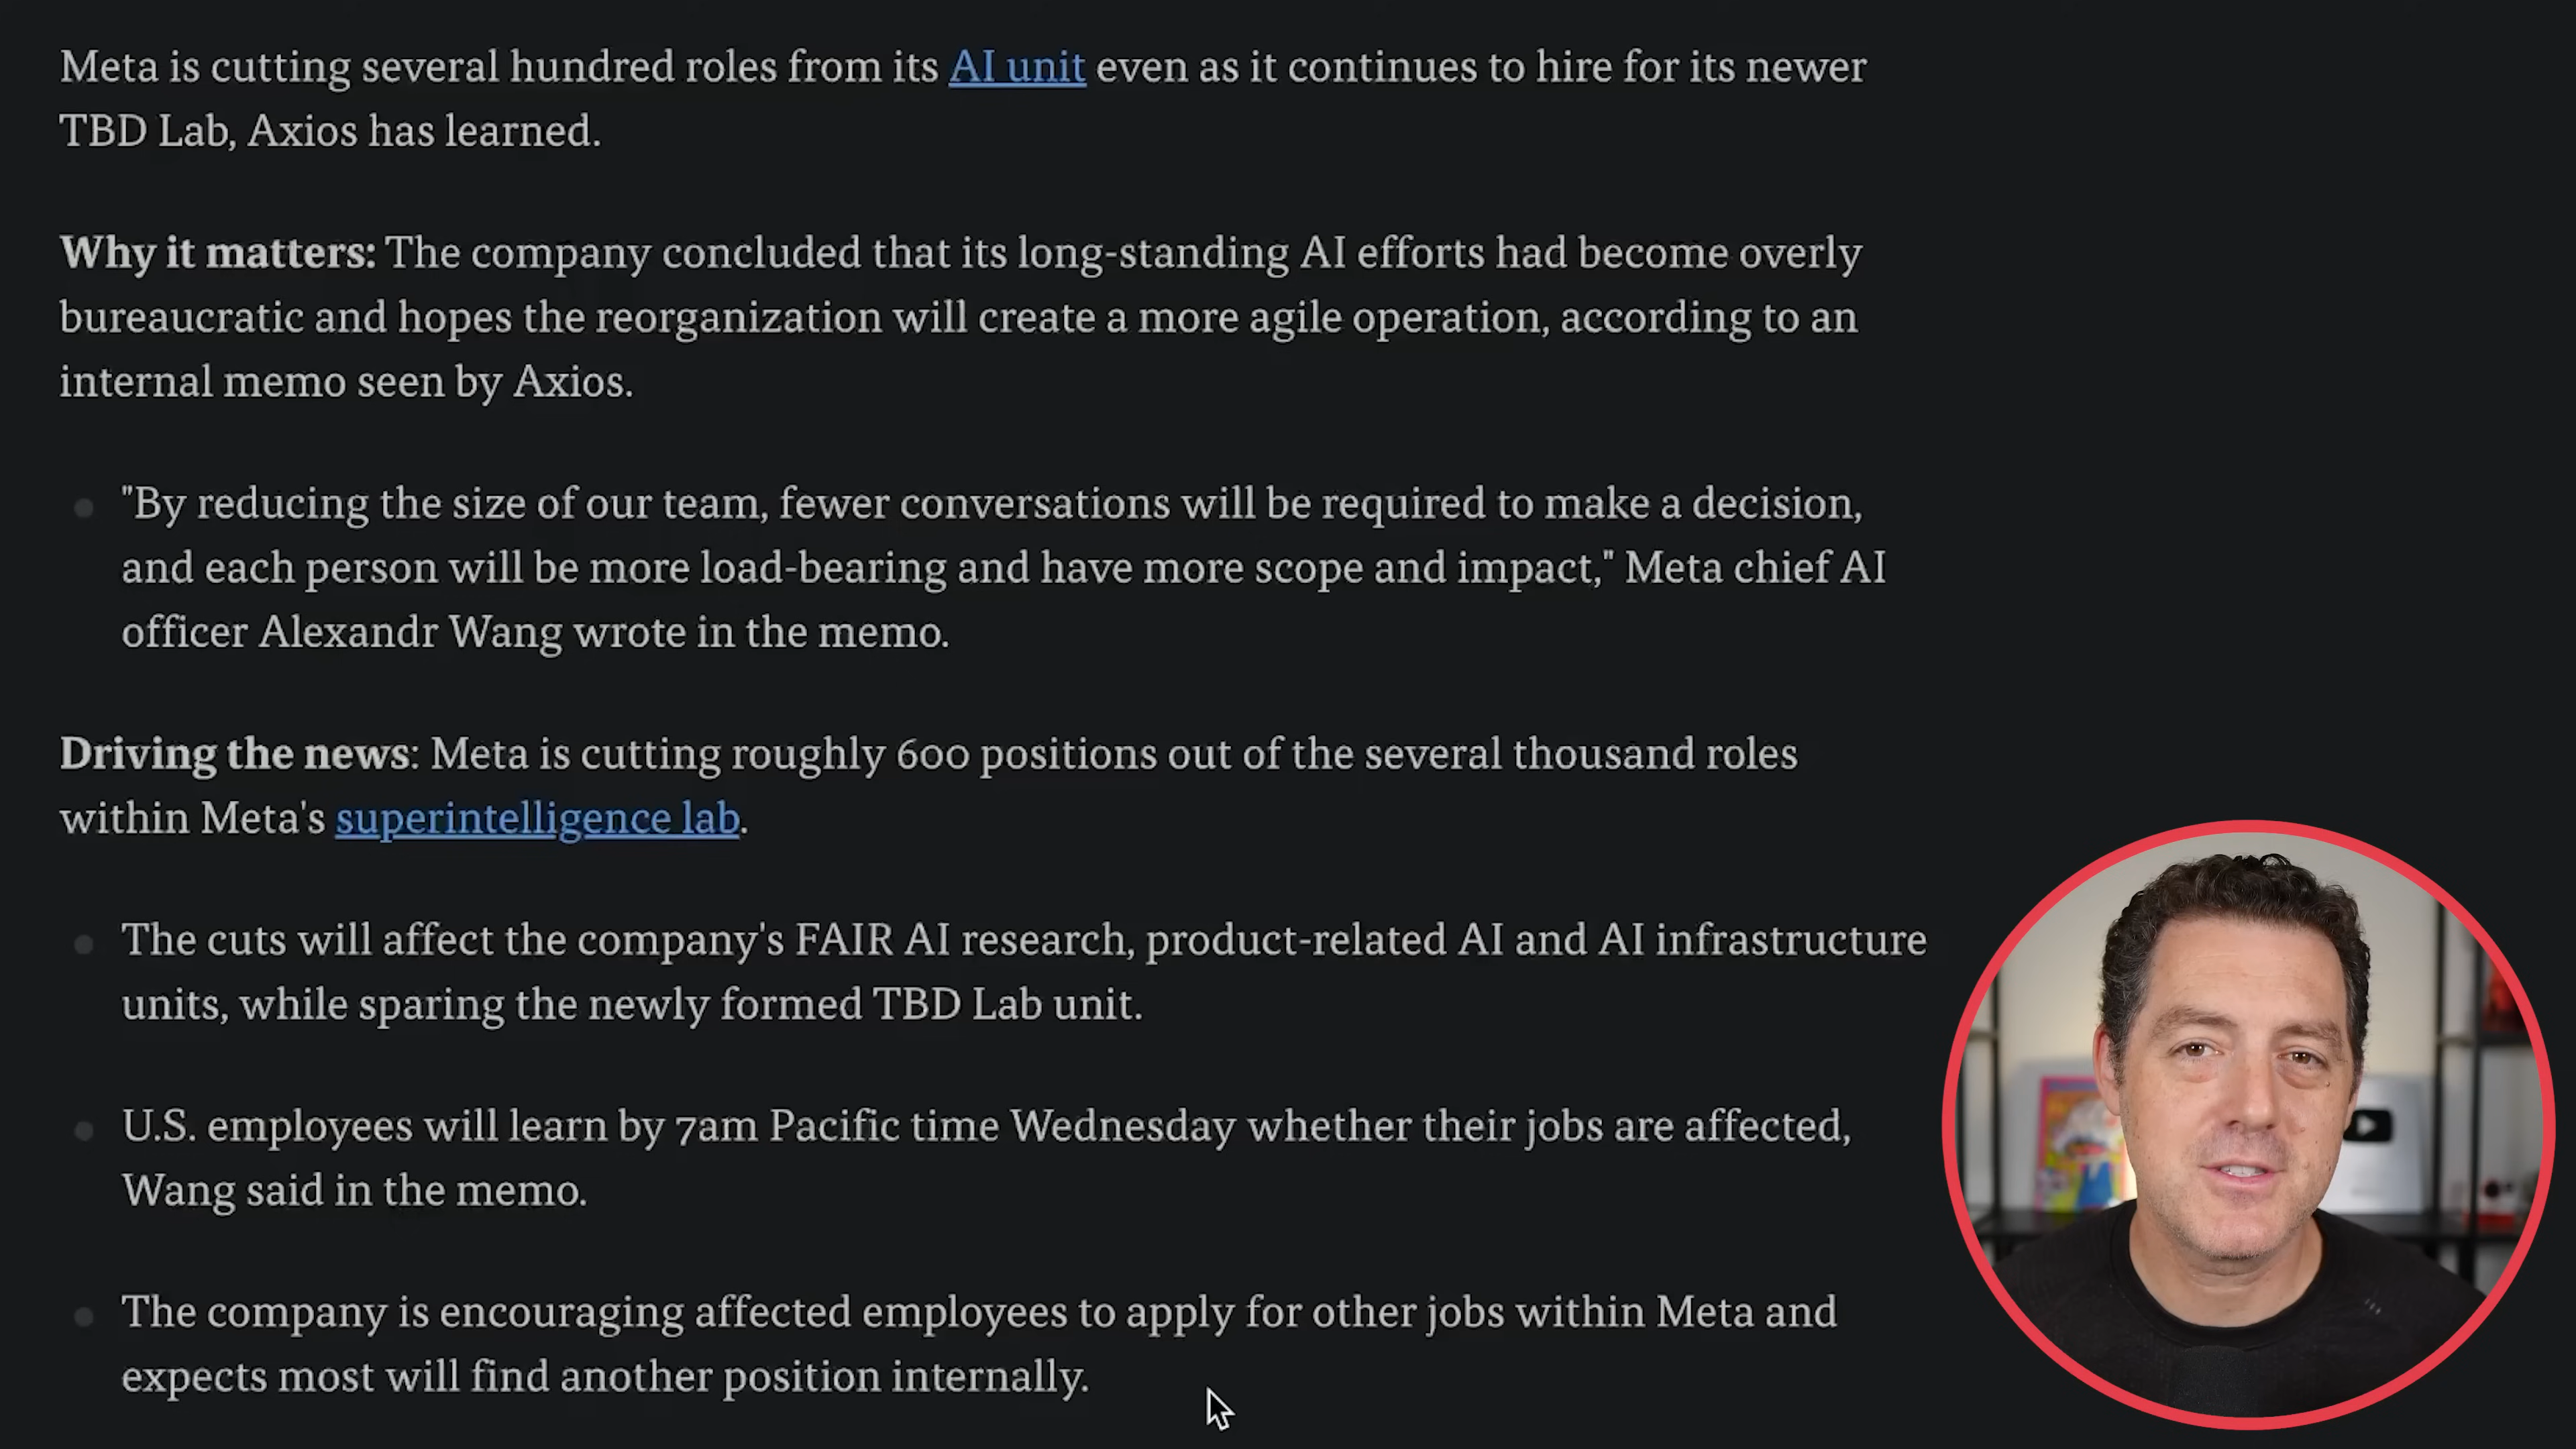 Meta is cutting several hundred roles from its AI unit even as it continues to hire for its newer
TBD Lab, Axios has learned.
Why it matters: The company concluded that its long-standing AI efforts had become overly
bureaucratic and hopes the reorganization will create a more agile operation, according to an
internal memo seen by Axios.
"By reducing the size of our team, fewer conversations will be required to make a decision,
and each person will be more load-bearing and have more scope and impact," Meta chief AI
officer Alexandr Wang wrote in the memo.
Driving the news: Meta is cutting roughly 600 positions out of the several thousand roles
within Meta's superintelligence lab.
The cuts will affect the company's FAIR AI research, product-related AI and AI infrastructure
units, while sparing the newly formed TBD Lab unit.
U.S. employees will learn by 7am Pacific time Wednesday whether their jobs are affected,
Wang said in the memo.
The company is encouraging affected employees to apply for other jobs within Meta and
expects most will find another position internally.